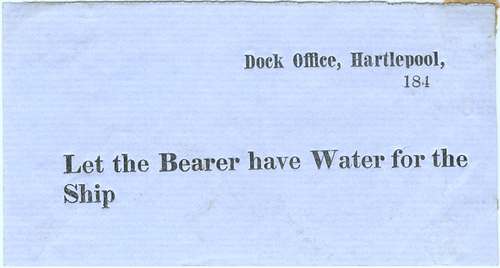 Dock Office, Hartlepool,
184
Let the Bearer have Water for the
Ship